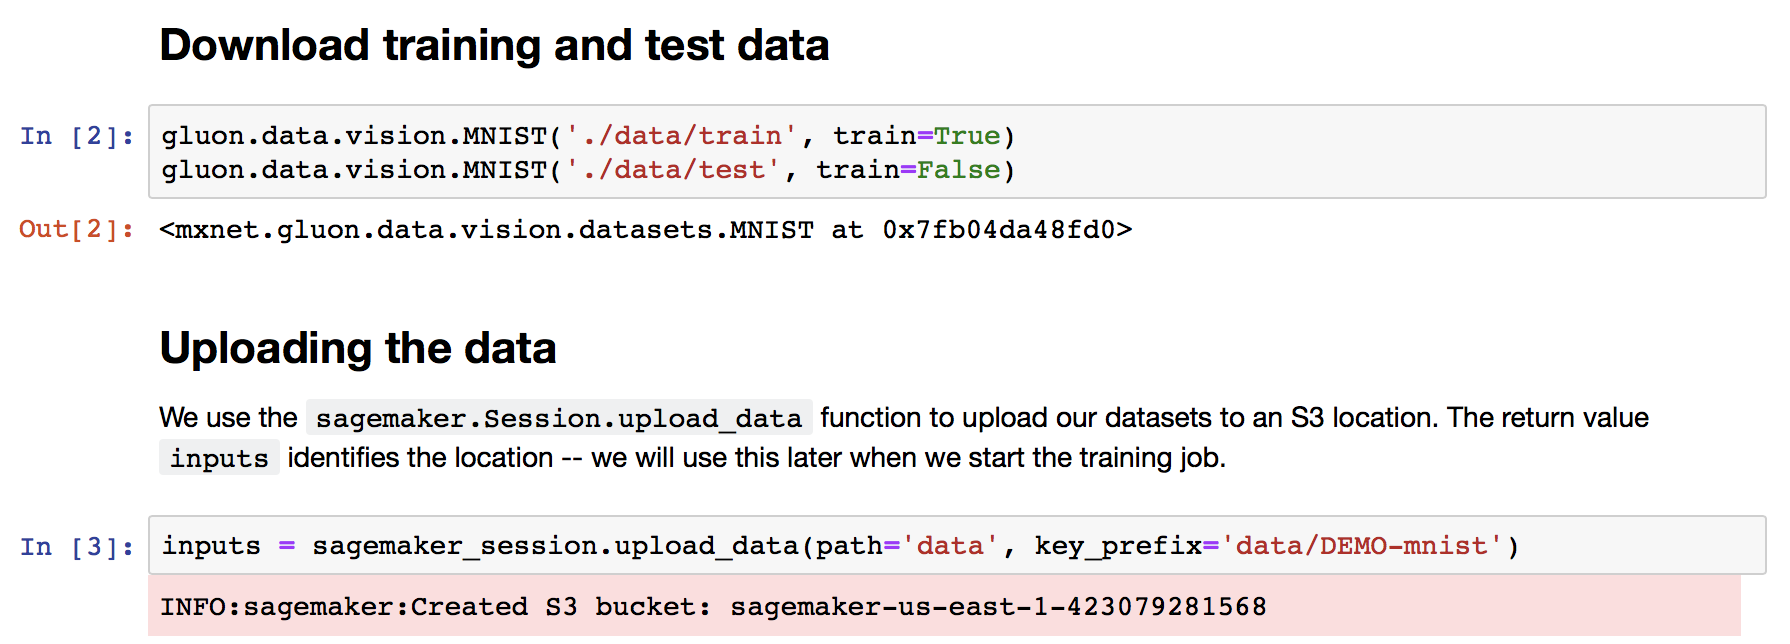 Download training and test data
In [2]: gluon.data.vision.MNIST('./data/train', train=True)
gluon.data.vision.MNIST('./data/test', train=False)
Out[2]: <mxnet.gluon.data.vision.datasets.MNIST at 0x7fb04da48fd0>
Uploading the data
We use the sagemaker.Session.upload_data function to upload our datasets to an S3 location. The return value
inputs identifies the location -- we will use this later when we start the training job.
In [3]: inputs = sagemaker_session.upload_data(path='data', key_prefix='data/DEMO-mnist')
INFO:sagemaker:Created S3 bucket: sagemaker-us-east-1-423079281568